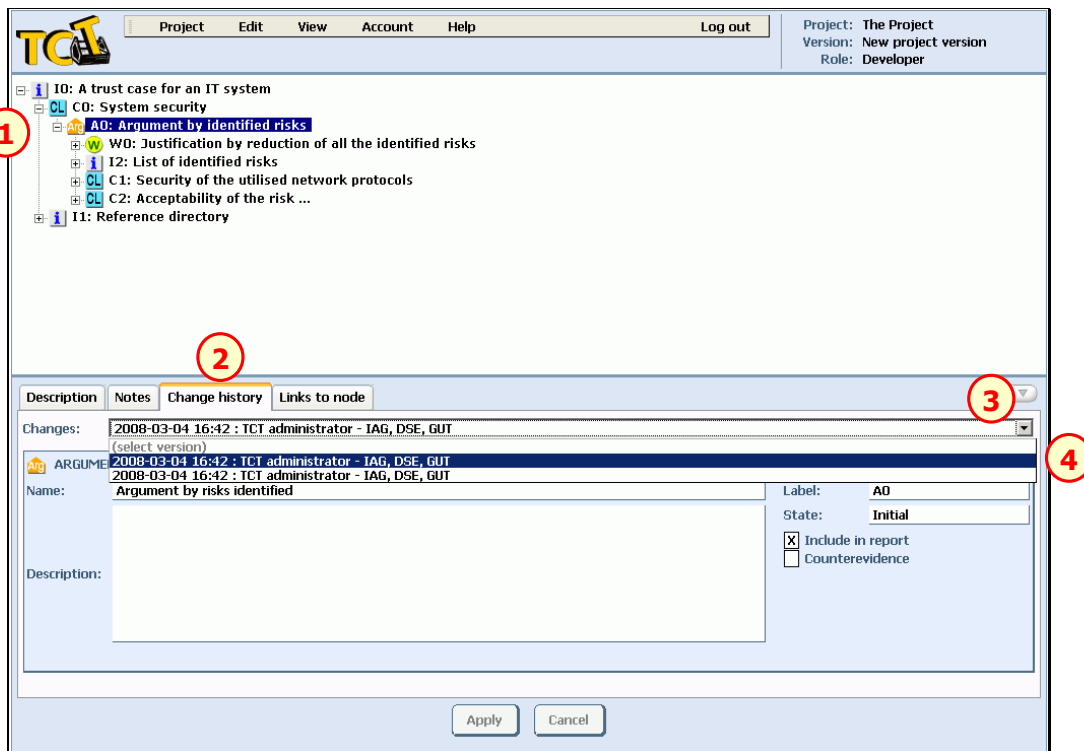 TCT
Project Edit View Account Help Log out
Project: The Project
Version: New project version
Role: Developer
i I0: A trust case for an IT system
CL C0: System security
1
Arg A0: Argument by identified risks
W W0: Justification by reduction of all the identified risks
i I2: List of identified risks
CL C1: Security of the utilised network protocols
CL C2: Acceptability of the risk ...
i I1: Reference directory
2
Description Notes Change history Links to node
3
Changes: 2008-03-04 16:42 : TCT administrator - IAG, DSE, GUT
(select version)
2008-03-04 16:42 : TCT administrator - IAG, DSE, GUT
4
2008-03-04 16:42 : TCT administrator - IAG, DSE, GUT
Arg ARGUME
Name: Argument by risks identified
Label: A0
State: Initial
X Include in report
Counterevidence
Description:
Apply Cancel